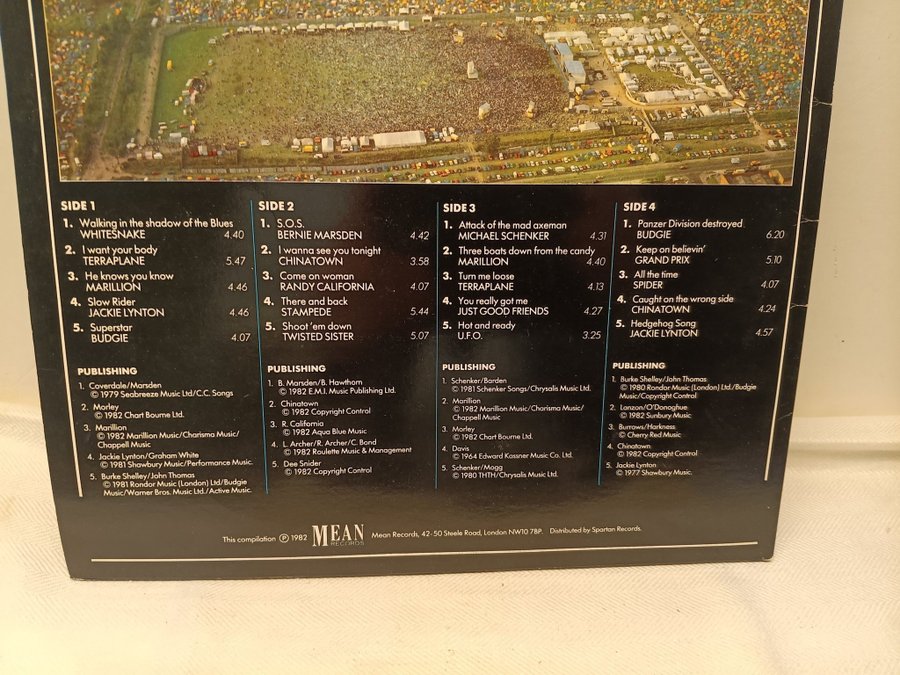 SIDE 1
1. Walking in the shadow of the Blues
WHITESNAKE 4.40
2. I want your body
TERRAPLANE 5.47
3. He knows you know
MARILLION 4.46
4. Slow Rider
JACKIE LYNTON 4.46
5. Superstar
BUDGIE 4.07
PUBLISHING
1. Coverdale/Marsden
© 1979 Seabreeze Music Ltd/C.C. Songs
2. Morley
© 1982 Chart Bourne Ltd.
3. Marillion
© 1982 Marillion Music/Charisma Music/
Chappell Music
4. Jackie Lynton/Graham White
© 1981 Shawbury Music/Performance Music.
5. Burke Shelley/John Thomas
© 1981 Rondor Music (London) Ltd/Budgie
Music/Warner Bros. Music Ltd./Active Music.
SIDE 2
1. S.O.S.
BERNIE MARSDEN 4.42
2. I wanna see you tonight
CHINATOWN 3.58
3. Come on woman
RANDY CALIFORNIA 4.07
4. There and back
STAMPEDE 5.44
5. Shoot 'em down
TWISTED SISTER 5.07
PUBLISHING
1. B. Marsden/B. Hawthorn
© 1982 E.M.I. Music Publishing Ltd.
2. Chinatown
© 1982 Copyright Control
3. R. California
© 1982 Aqua Blue Music
4. L. Archer/R. Archer/C. Bond
© 1982 Roulette Music & Management
5. Dee Snider
© 1982 Copyright Control
SIDE 3
1. Attack of the mad axeman
MICHAEL SCHENKER 4.31
2. Three boats down from the candy
MARILLION 4.40
3. Turn me loose
TERRAPLANE 4.13
4. You really got me
JUST GOOD FRIENDS 4.27
5. Hot and ready
U.F.O. 3.25
PUBLISHING
1. Schenker/Barden
© 1981 Schenker Songs/Chrysalis Music Ltd.
2. Marillion
© 1982 Marillion Music/Charisma Music/
Chappell Music
3. Morley
© 1982 Chart Bourne Ltd.
4. Davis
© 1964 Edward Kassner Music Co. Ltd.
5. Schenker/Mogg
© 1980 THTH/Chrysalis Music Ltd.
SIDE 4
1. Panzer Division destroyed
BUDGIE 6.20
2. Keep on believin'
GRAND PRIX 5.10
3. All the time
SPIDER 4.07
4. Caught on the wrong side
CHINATOWN 4.24
5. Hedgehog Song
JACKIE LYNTON 4.57
PUBLISHING
1. Burke Shelley/John Thomas
© 1980 Rondor Music (London) Ltd/Budgie
Music/Copyright Control
2. Lanzon/O'Donaghue
© 1982 Sunbury Music.
3. Burrows/Harkness
© Cherry Red Music
4. Chinatown
© 1982 Copyright Control
5. Jackie Lynton
© 1977 Shawbury Music.
This compilation ℗ 1982 MEAN RECORDS Mean Records, 42-50 Steele Road, London NW10 7BP. Distributed by Spartan Records.